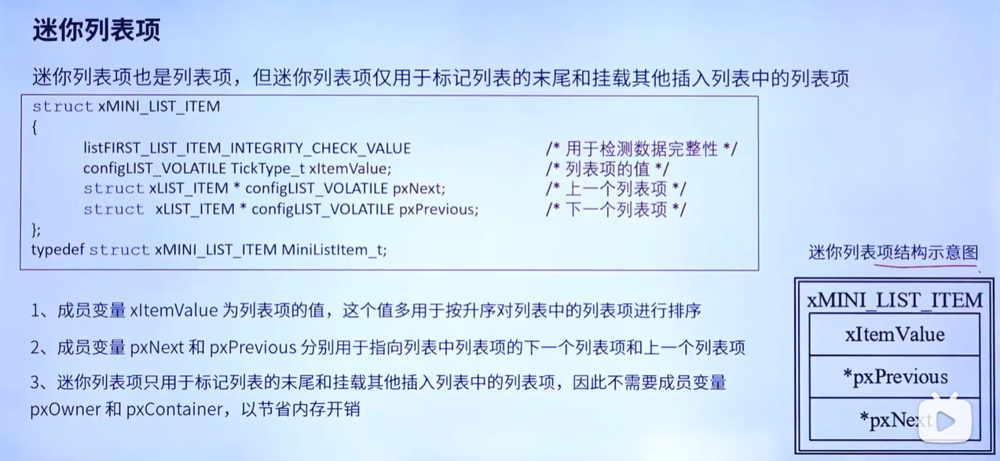 迷你列表项
迷你列表项也是列表项，但迷你列表项仅用于标记列表的末尾和挂载其他插入列表中的列表项
struct xMINI_LIST_ITEM
{
listFIRST_LIST_ITEM_INTEGRITY_CHECK_VALUE /* 用于检测数据完整性 */
configLIST_VOLATILE TickType_t xItemValue; /* 列表项的值 */
struct xLIST_ITEM * configLIST_VOLATILE pxNext; /* 上一个列表项 */
struct xLIST_ITEM * configLIST_VOLATILE pxPrevious; /* 下一个列表项 */
};
typedef struct xMINI_LIST_ITEM MiniListItem_t;
1、成员变量 xItemValue 为列表项的值，这个值多用于按升序对列表中的列表项进行排序
2、成员变量 pxNext 和 pxPrevious 分别用于指向列表中列表项的下一个列表项和上一个列表项
3、迷你列表项只用于标记列表的末尾和挂载其他插入列表中的列表项，因此不需要成员变量
pxOwner 和 pxContainer，以节省内存开销
迷你列表项结构示意图
xMINI_LIST_ITEM
xItemValue
*pxPrevious
*pxNext